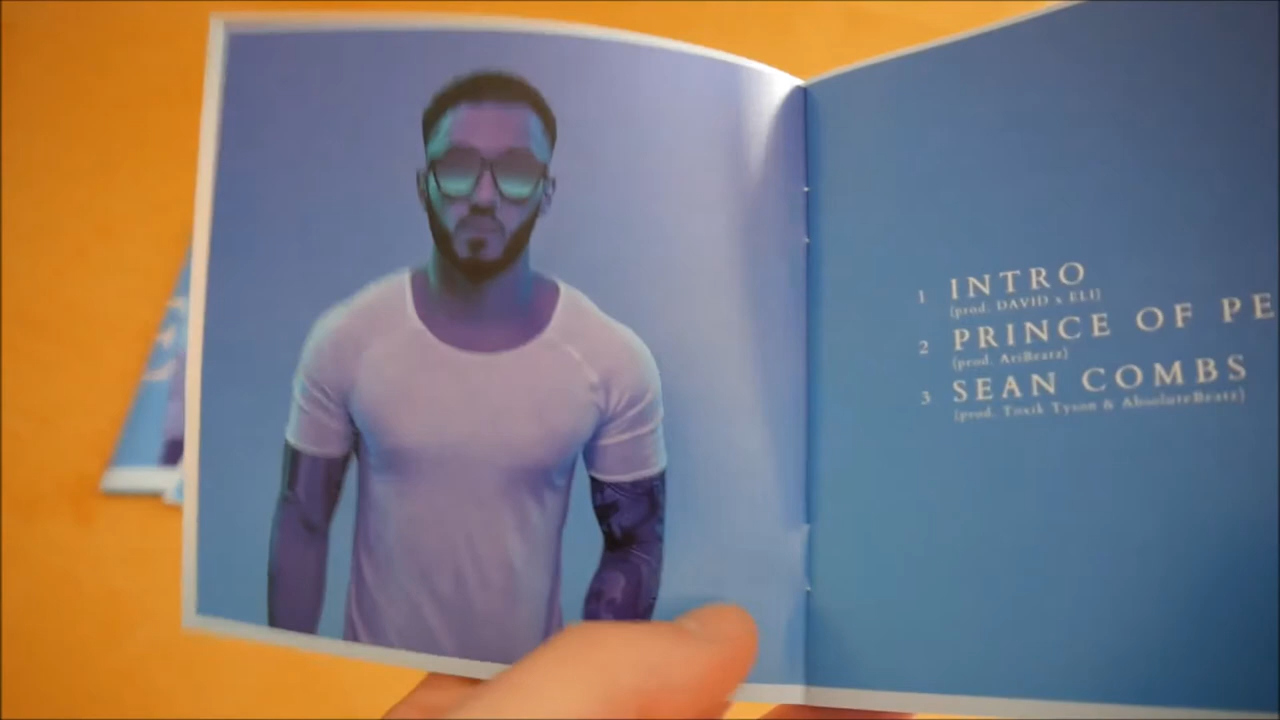 1 INTRO
[prod. DAVID x ELI]
2 PRINCE OF PE
[prod. AriBeatz]
3 SEAN COMBS
[prod. Toxik Tyson & AbsoluteBeatz]